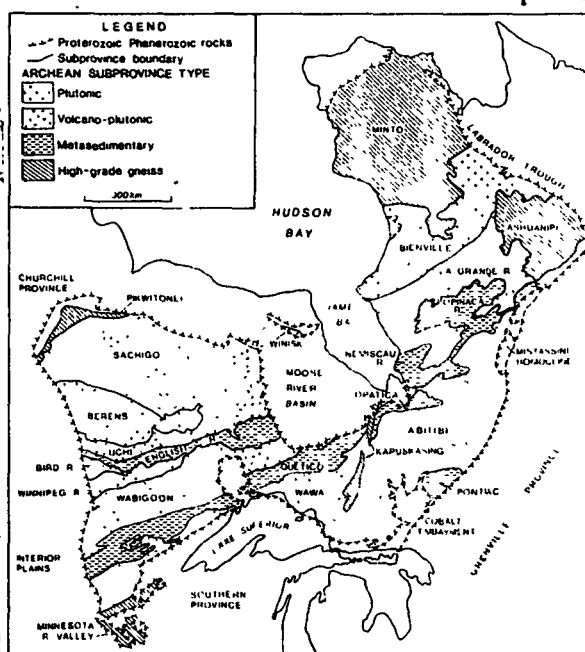 LEGEND
Proterozoic Phanerozoic rocks
Subprovince boundary
ARCHEAN SUBPROVINCE TYPE
Plutonic
Volcano-plutonic
Metasedimentary
High-grade gneiss
300km
MINTO
LABRADOR TROUGH
HUDSON
BAY
BIENVILLE
ASHUANIPI
CHURCHILL
PROVINCE
PIKWITONEI
LA GRANDE R
OPINACA
R
JAMES
BAY
WINISK
SACHIGO
NEMISCAU
R
MISTASSINI
HOMOCLINE
MOOSE
RIVER
BASIN
OPATICA
BERENS
ABITIBI
UCHI
ENGLISH R
KAPUSKASING
BIRD R
QUETICO
WINNIPEG R
WABIGOON
WAWA
PONTIAC
COBALT
EMBAYMENT
LAKE SUPERIOR
GRENVILLE PROVINCE
INTERIOR
PLAINS
SOUTHERN
PROVINCE
MINNESOTA
R VALLEY